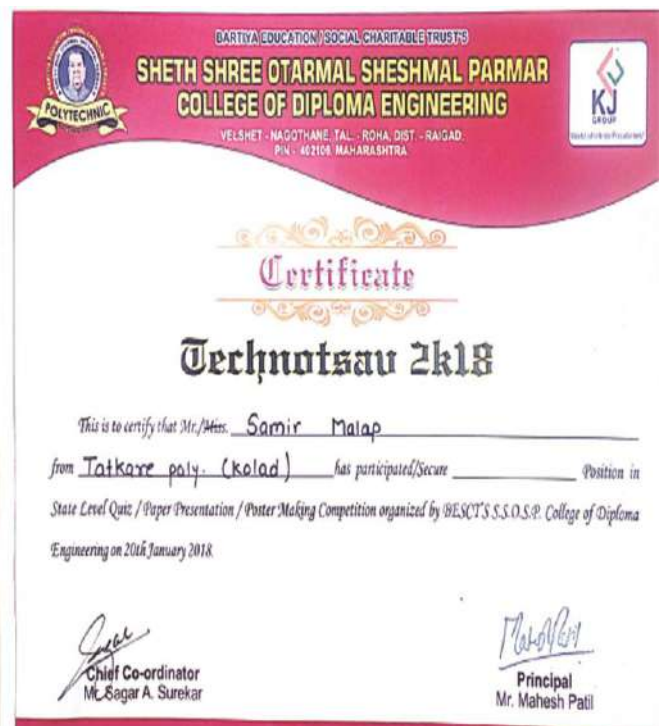 BARTIYA EDUCATION / SOCIAL CHARITABLE TRUST'S
SHETH SHREE OTARMAL SHESHMAL PARMAR
COLLEGE OF DIPLOMA ENGINEERING
VELSHET - NAGOTHANE, TAL. - ROHA, DIST. - RAIGAD.
PIN - 402106, MAHARASHTRA
POLYTECHNIC
KJ
GROUP
Certificate
Technotsav 2k18
This is to certify that Mr./Miss. Samir Malap
from Tatkare poly. (kolad) has participated/Secure Position in
State Level Quiz / Paper Presentation / Poster Making Competition organized by BESCT'S S.S.O.S.P. College of Diploma
Engineering on 20th January 2018.
Chief Co-ordinator
Mr. Sagar A. Surekar
Principal
Mr. Mahesh Patil